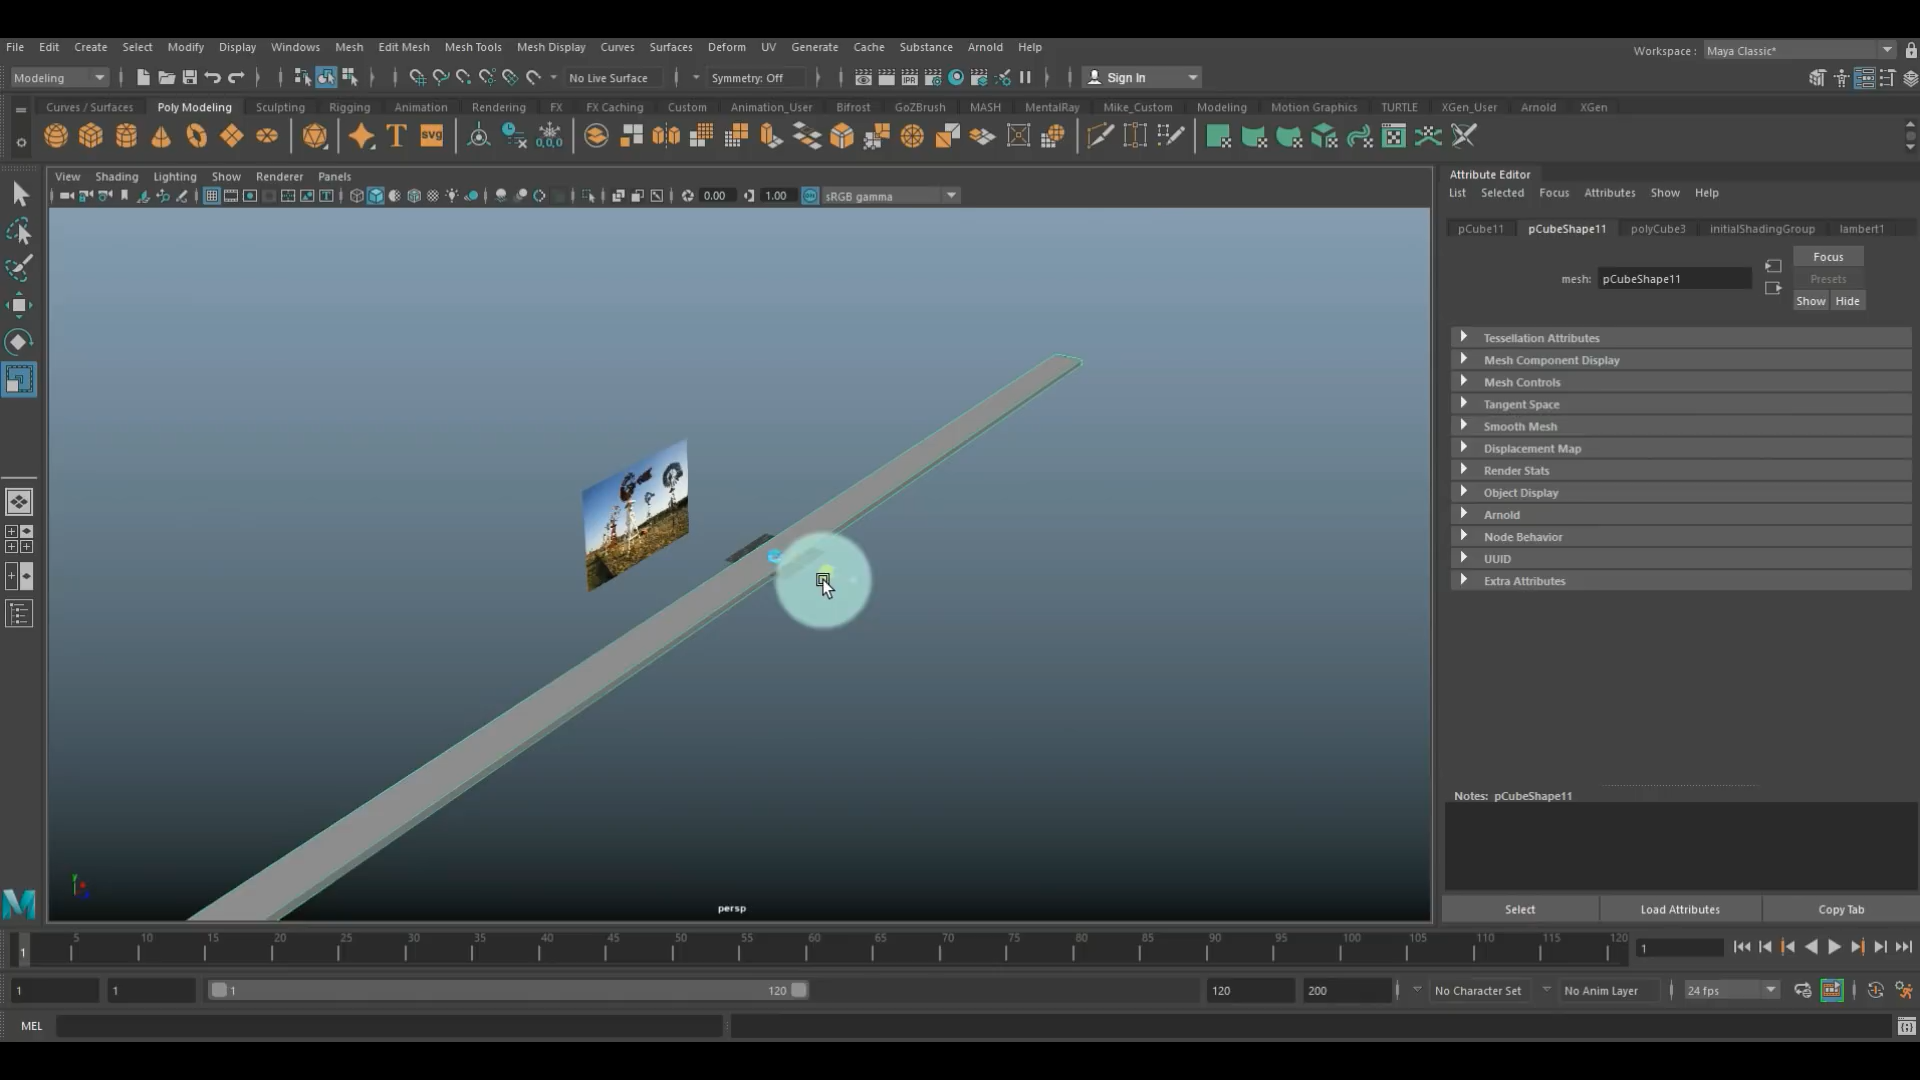 File Edit Create Select Modify Display Windows Mesh Edit Mesh Mesh Tools Mesh Display Curves Surfaces Deform UV Generate Cache Substance Arnold Help
Workspace : Maya Classic*
Modeling No Live Surface Symmetry: Off IPR Sign In
Curves / Surfaces Poly Modeling Sculpting Rigging Animation Rendering FX FX Caching Custom Animation_User Bifrost GoZBrush MASH MentalRay Mike_Custom Modeling Motion Graphics TURTLE XGen_User Arnold XGen
T SVG 0,0,0
View Shading Lighting Show Renderer Panels
0.00 1.00 sRGB gamma
persp
Attribute Editor
List Selected Focus Attributes Show Help
pCube11 pCubeShape11 polyCube3 initialShadingGroup lambert1
Focus
mesh: pCubeShape11
Presets
Show Hide
Tessellation Attributes
Mesh Component Display
Mesh Controls
Tangent Space
Smooth Mesh
Displacement Map
Render Stats
Object Display
Arnold
Node Behavior
UUID
Extra Attributes
Notes: pCubeShape11
Select Load Attributes Copy Tab
5 10 15 20 25 30 35 40 45 50 55 60 65 70 75 80 85 90 95 100 105 110 115 120
1 1
1 1 1 120 120 200 No Character Set No Anim Layer 24 fps
MEL